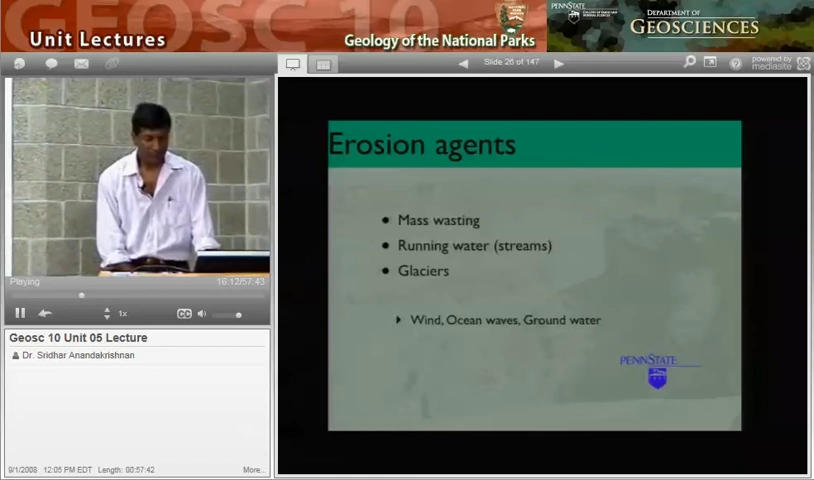 GEOSC 10
Unit Lectures
Geology of the National Parks
PENNSTATE
DEPARTMENT OF
GEOSCIENCES
Slide 26 of 147
powered by
mediasite
Erosion agents
Mass wasting
Running water (streams)
Glaciers
Wind, Ocean waves, Ground water
PENNSTATE
Playing
16:12/57:43
1x
CC
Geosc 10 Unit 05 Lecture
Dr. Sridhar Anandakrishnan
9/1/2008 12:05 PM EDT Length: 00:57:42
More...